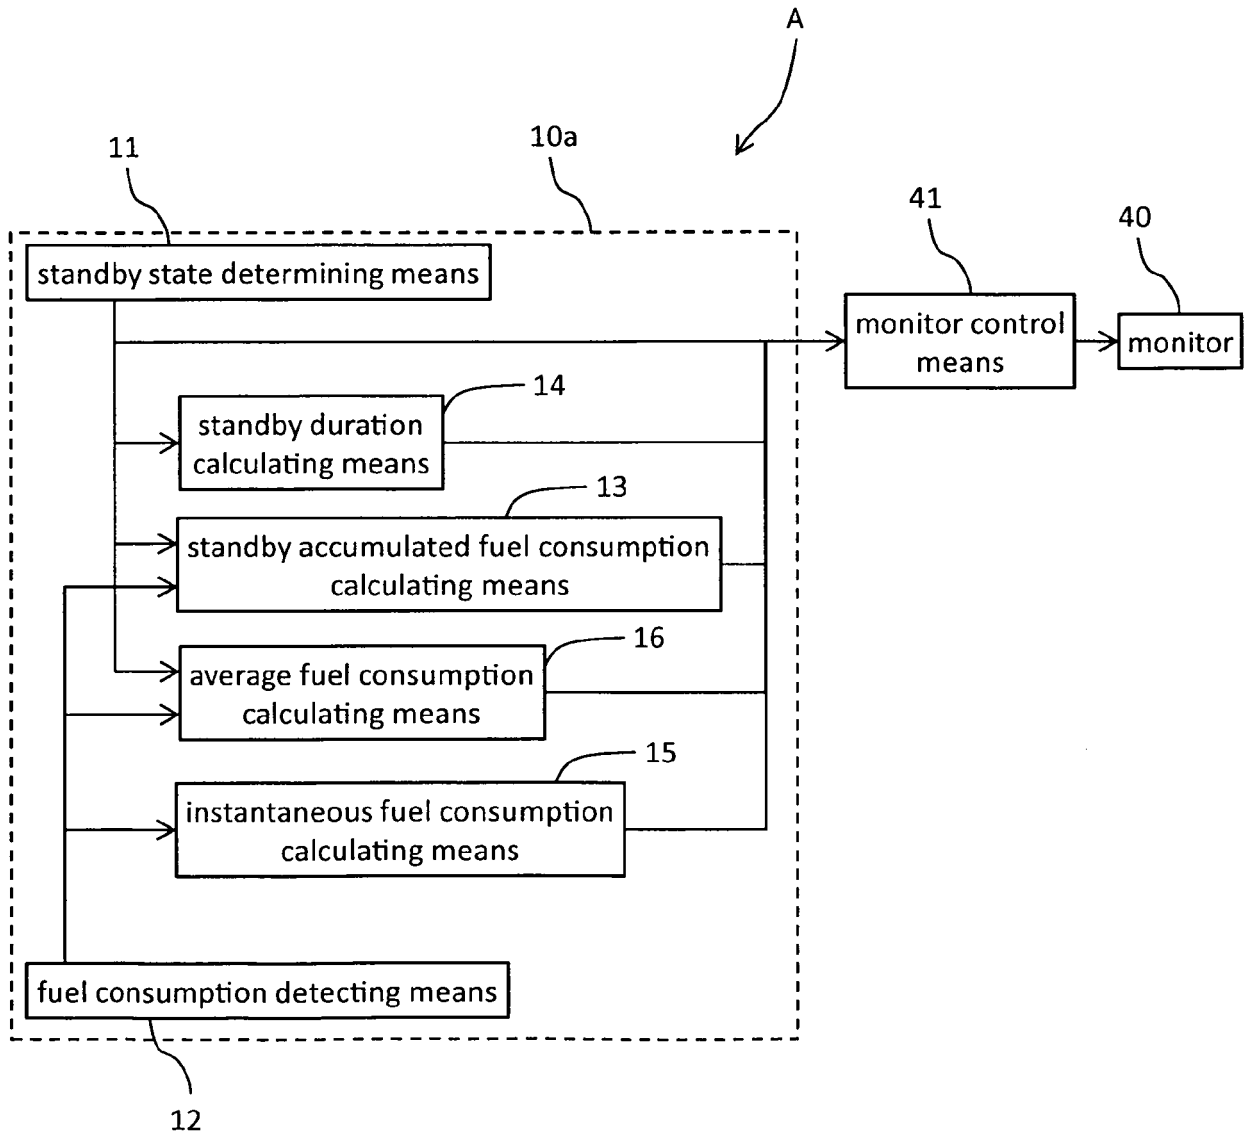 A
10a
11
41
40
standby state determining means
monitor control
means
monitor
14
standby duration
calculating means
13
standby accumulated fuel consumption
calculating means
16
average fuel consumption
calculating means
15
instantaneous fuel consumption
calculating means
fuel consumption detecting means
12